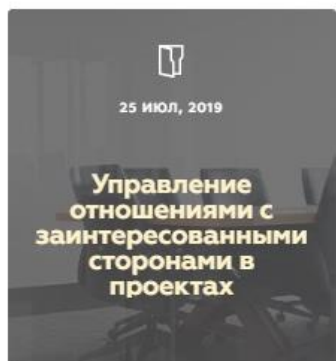 25 ИЮЛ, 2019
Управление
отношениями с
заинтересованными
сторонами в
проектах